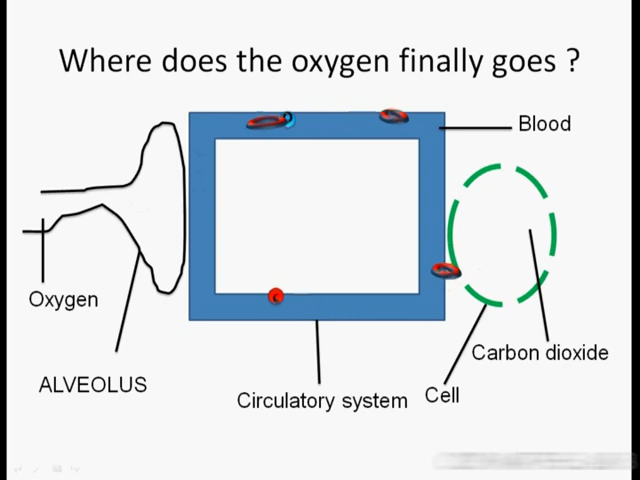 Where does the oxygen finally goes ?
Blood
Oxygen
Carbon dioxide
ALVEOLUS
Circulatory system
Cell